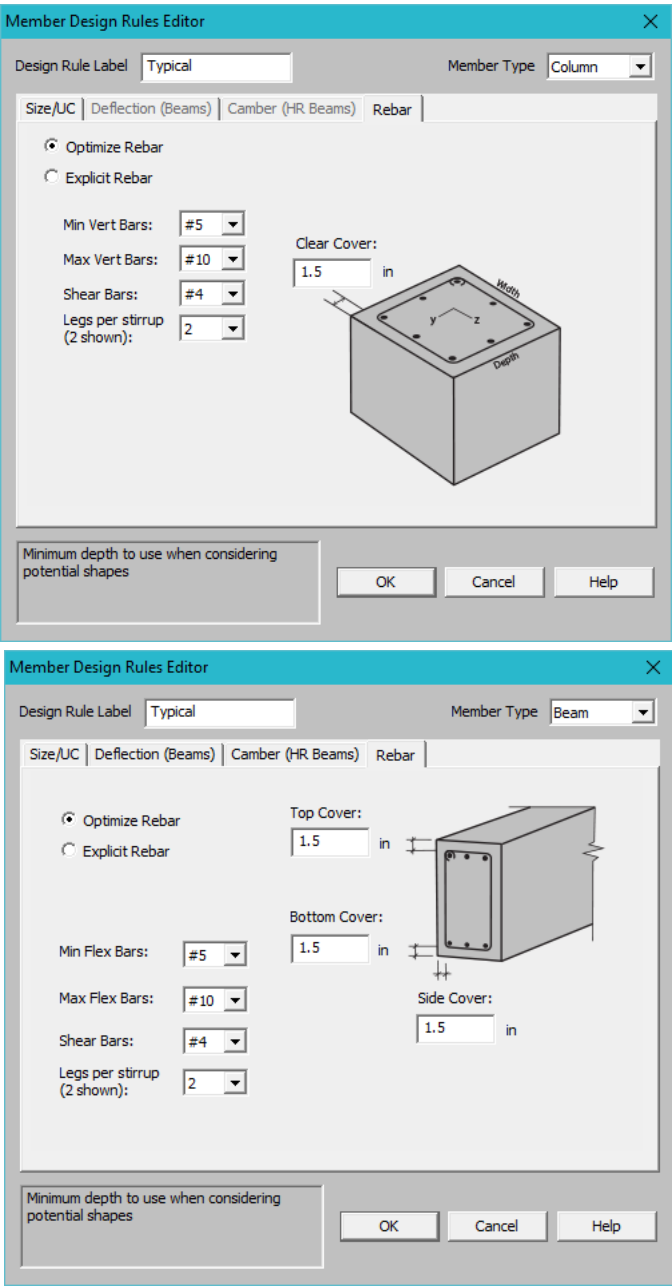 Member Design Rules Editor
Design Rule Label Typical Member Type Column
Size/UC Deflection (Beams) Camber (HR Beams) Rebar
Optimize Rebar
Explicit Rebar
Min Vert Bars: #5
Clear Cover:
Max Vert Bars: #10
1.5 in
Shear Bars: #4
Legs per stirrup
(2 shown): 2
Width
y z
Depth
Minimum depth to use when considering
potential shapes
OK Cancel Help
Member Design Rules Editor
Design Rule Label Typical Member Type Beam
Size/UC Deflection (Beams) Camber (HR Beams) Rebar
Optimize Rebar
Explicit Rebar
Top Cover:
1.5 in
Bottom Cover:
1.5 in
Min Flex Bars: #5
Max Flex Bars: #10
Side Cover:
1.5 in
Shear Bars: #4
Legs per stirrup
(2 shown): 2
Minimum depth to use when considering
potential shapes
OK Cancel Help